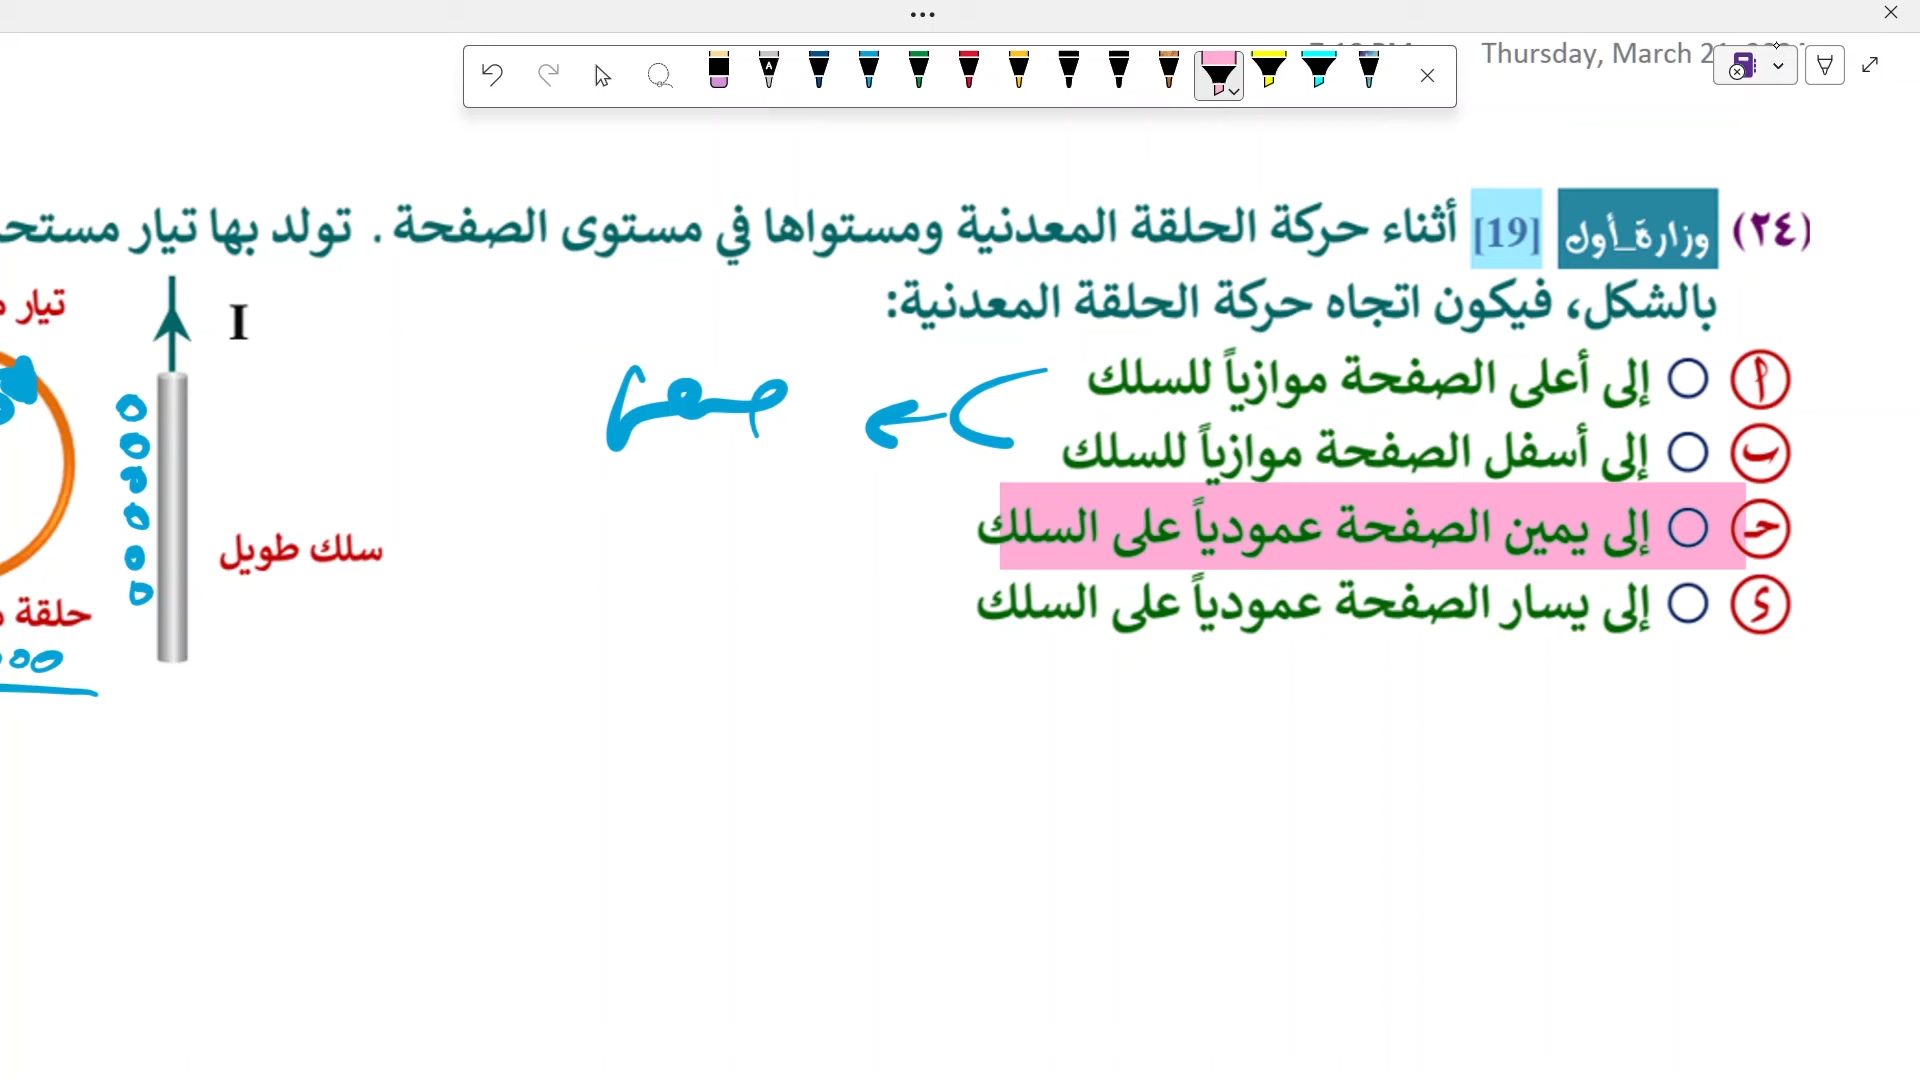 Thursday, March 2
(٢٤) وزارة_أول [19] أثناء حركة الحلقة المعدنية ومستواها في مستوى الصفحة . تولد بها تيار مستح
بالشكل، فيكون اتجاه حركة الحلقة المعدنية:
أ إلى أعلى الصفحة موازياً للسلك
ب إلى أسفل الصفحة موازياً للسلك
حـ إلى يمين الصفحة عمودياً على السلك
د إلى يسار الصفحة عمودياً على السلك
I
تيار
سلك طويل
حلقة